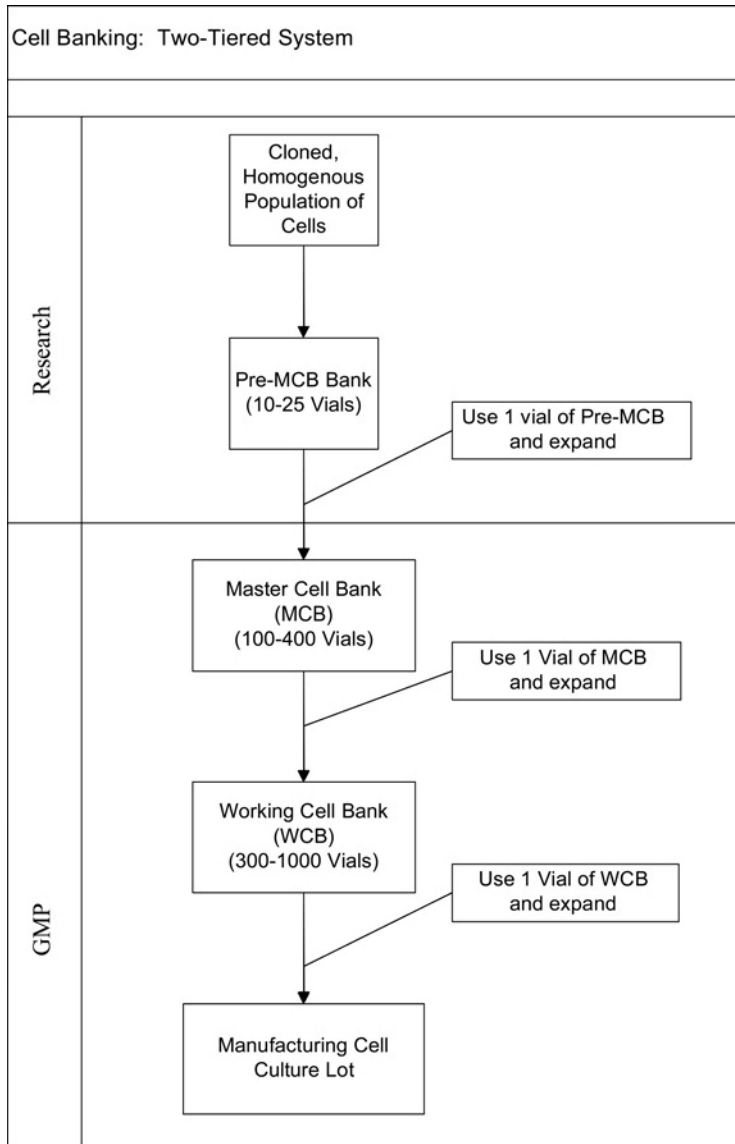 Cell Banking:  Two-Tiered System
Research
Cloned,
Homogenous
Population of
Cells
Pre-MCB Bank
(10-25 Vials)
Use 1 vial of Pre-MCB
and expand
GMP
Master Cell Bank
(MCB)
(100-400 Vials)
Use 1 Vial of MCB
and expand
Working Cell Bank
(WCB)
(300-1000 Vials)
Use 1 Vial of WCB
and expand
Manufacturing Cell
Culture Lot